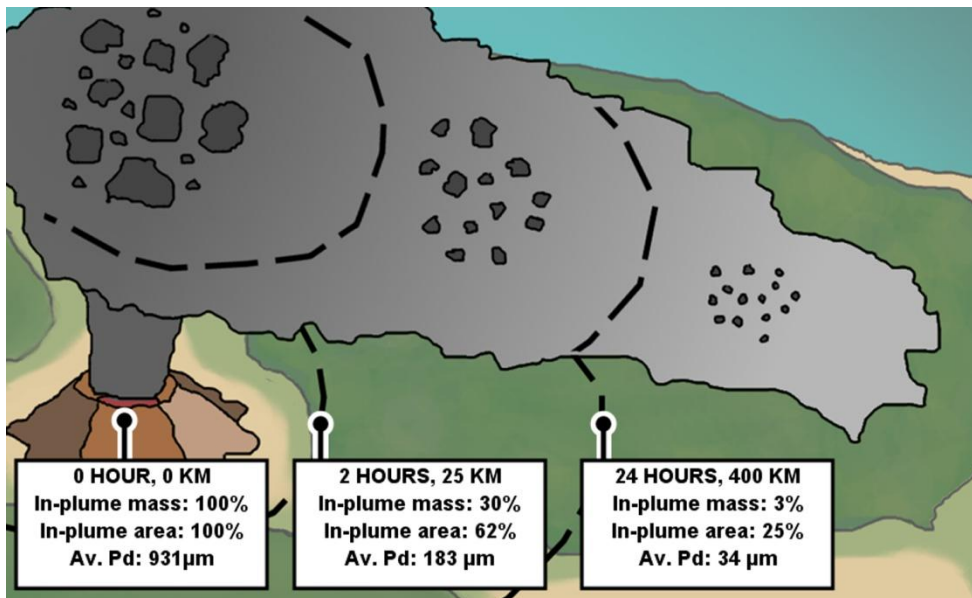 0 HOUR, 0 KM
In-plume mass: 100%
In-plume area: 100%
Av. Pd: 931µm
2 HOURS, 25 KM
In-plume mass: 30%
In-plume area: 62%
Av. Pd: 183 µm
24 HOURS, 400 KM
In-plume mass: 3%
In-plume area: 25%
Av. Pd: 34 µm